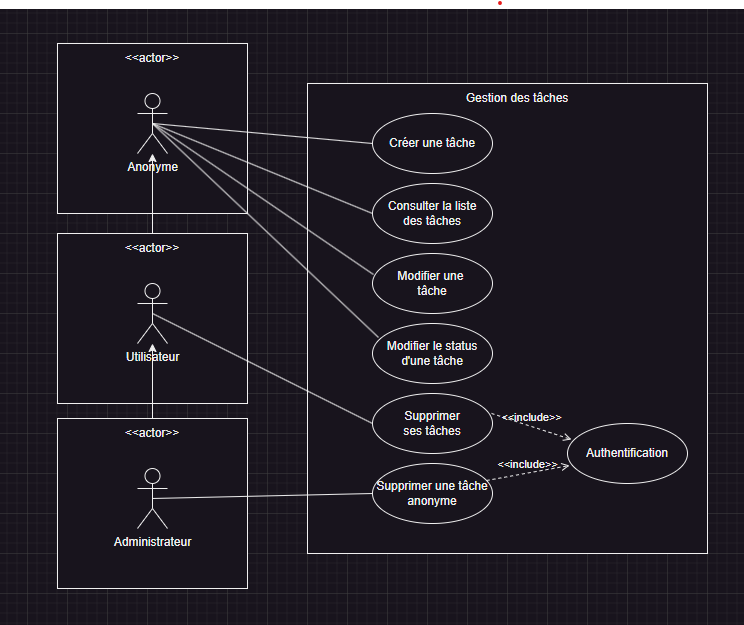 <<actor>>
Anonyme
<<actor>>
Utilisateur
<<actor>>
Administrateur
Gestion des tâches
Créer une tâche
Consulter la liste
des tâches
Modifier une
tâche
Modifier le status
d'une tâche
Supprimer
ses tâches
<<include>>
Authentification
<<include>>
Supprimer une tâche
anonyme